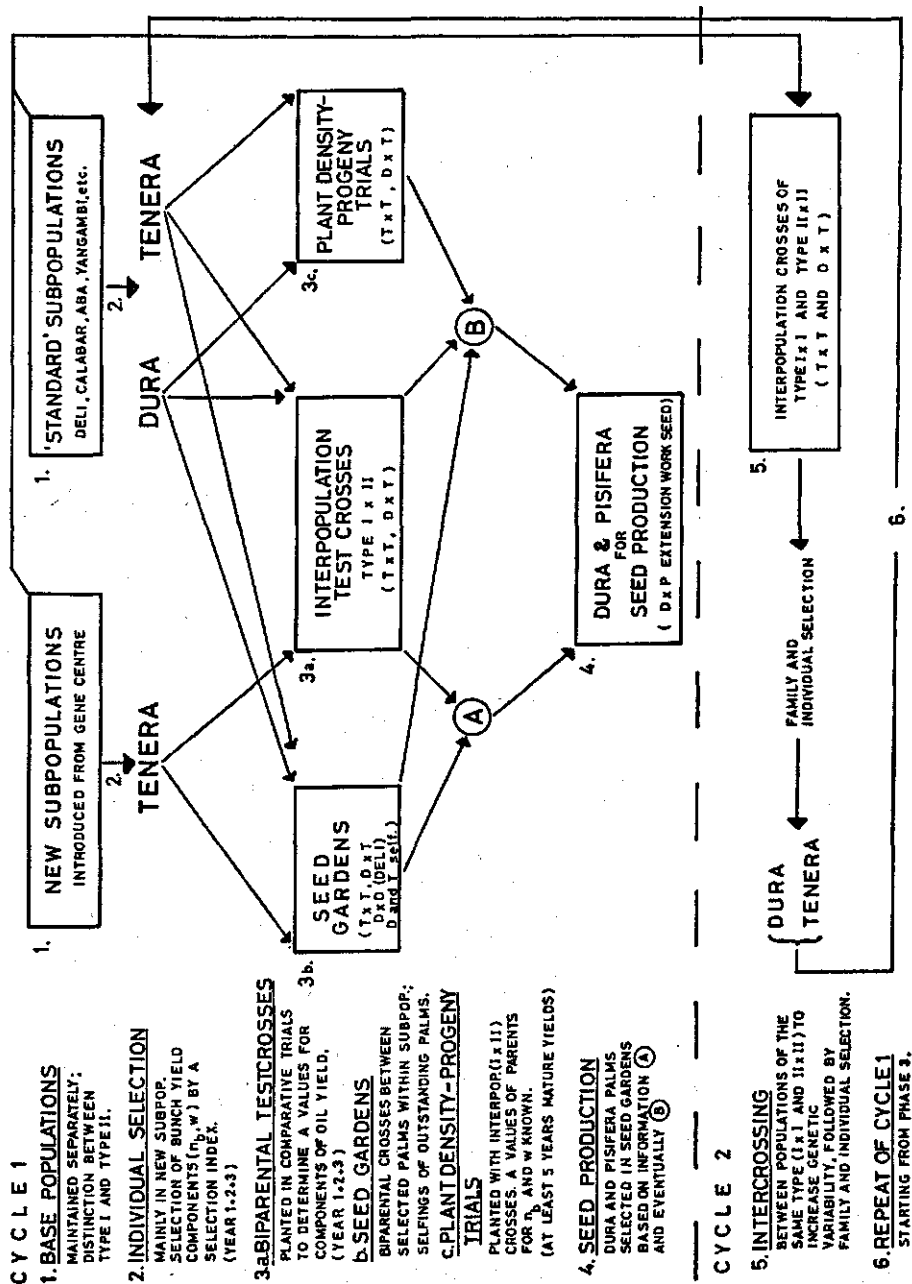 CYCLE 1
1. BASE POPULATIONS
MAINTAINED SEPARATELY;
DISTINCTION BETWEEN
TYPE I AND TYPE II.
2. INDIVIDUAL SELECTION
MAINLY IN NEW SUBPOP.
SELECTION OF BUNCH YIELD
COMPONENTS (n_b, w) BY A
SELECTION INDEX.
(YEAR 1.2.3)
3.a.BIPARENTAL TESTCROSSES
PLANTED IN COMPARATIVE TRIALS
TO DETERMINE A VALUES FOR
COMPONENTS OF OIL YIELD.
(YEAR 1.2.3)
b. SEED GARDENS
BIPARENTAL CROSSES BETWEEN
SELECTED PALMS WITHIN SUBPOP.;
SELFINGS OF OUTSTANDING PALMS.
c. PLANT DENSITY-PROGENY
TRIALS
PLANTED WITH INTERPOP.(I x II)
CROSSES. A VALUES OF PARENTS
FOR n_b AND w KNOWN.
(AT LEAST 5 YEARS MATURE YIELDS)
4. SEED PRODUCTION
DURA AND PISIFERA PALMS
SELECTED IN SEED GARDENS
BASED ON INFORMATION A
AND EVENTUALLY B
1.
NEW SUBPOPULATIONS
INTRODUCED FROM GENE CENTRE
1.
'STANDARD' SUBPOPULATIONS
DELI, CALABAR, ABA, YANGAMBI, etc.
2.
TENERA
2.
DURA
TENERA
3b.
SEED
GARDENS
(T x T, D x T
D x D (DELI)
D and T self.)
3a.
INTERPOPULATION
TEST CROSSES
TYPE I x II
(T x T, D x T)
3c.
PLANT DENSITY-
PROGENY
TRIALS
(T x T, D x T)
A
B
4.
DURA & PISIFERA
FOR
SEED PRODUCTION
( D x P EXTENSION WORK SEED)
CYCLE 2
5. INTERCROSSING
BETWEEN POPULATIONS OF THE
SAME TYPE (I x I AND II x II) TO
INCREASE GENETIC
VARIABILITY, FOLLOWED BY
FAMILY AND INDIVIDUAL SELECTION.
6. REPEAT OF CYCLE 1
STARTING FROM PHASE 3.
DURA
TENERA
FAMILY AND
INDIVIDUAL SELECTION
5.
INTERPOPULATION CROSSES OF
TYPE I x I AND TYPE II x II
( T x T AND D x T )
6.